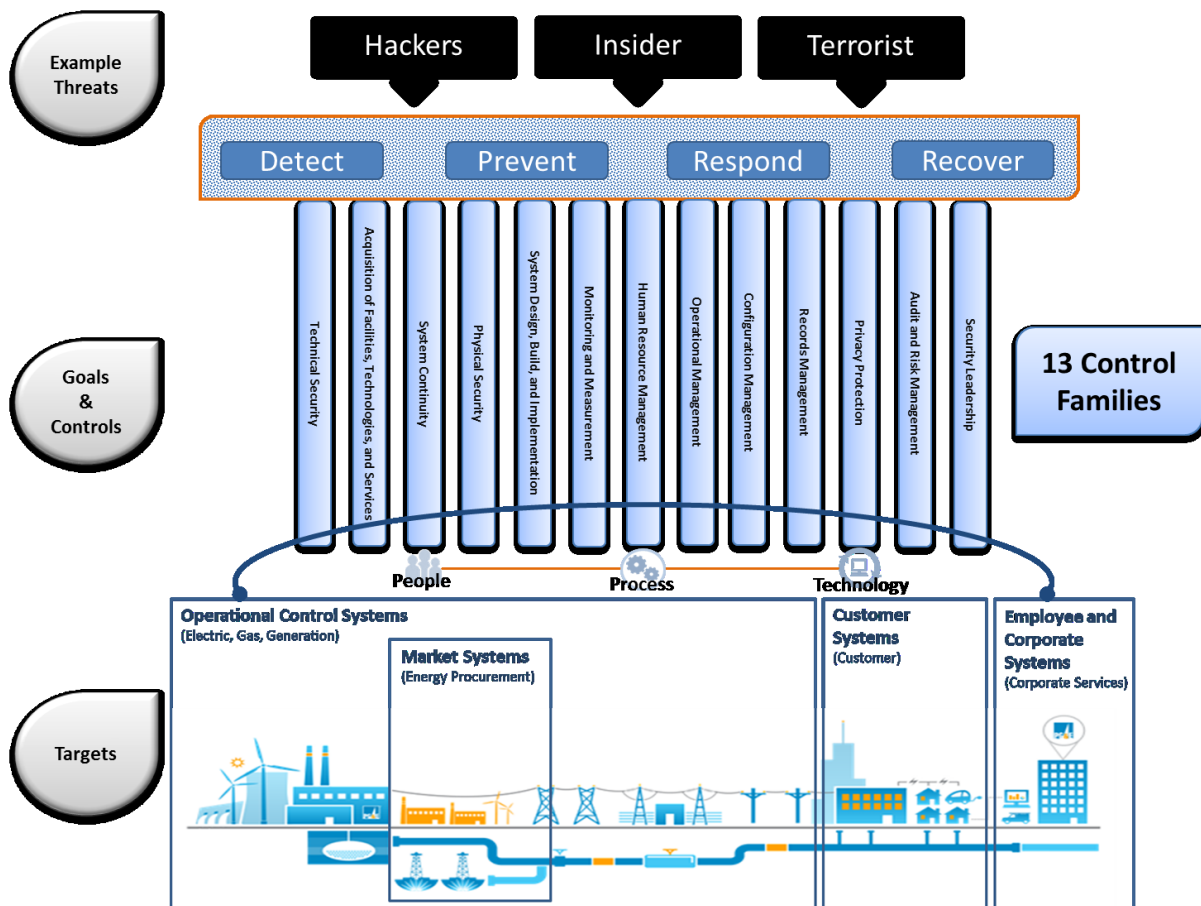 Example
Threats
Hackers
Insider
Terrorist
Detect
Prevent
Respond
Recover
Goals
&
Controls
Technical Security
Acquisition of Facilities, Technologies, and Services
System Continuity
Physical Security
System Design, Build, and Implementation
Monitoring and Measurement
Human Resource Management
Operational Management
Configuration Management
Records Management
Privacy Protection
Audit and Risk Management
Security Leadership
13 Control
Families
People
Process
Technology
Targets
Operational Control Systems
(Electric, Gas, Generation)
Market Systems
(Energy Procurement)
Customer
Systems
(Customer)
Employee and
Corporate
Systems
(Corporate Services)